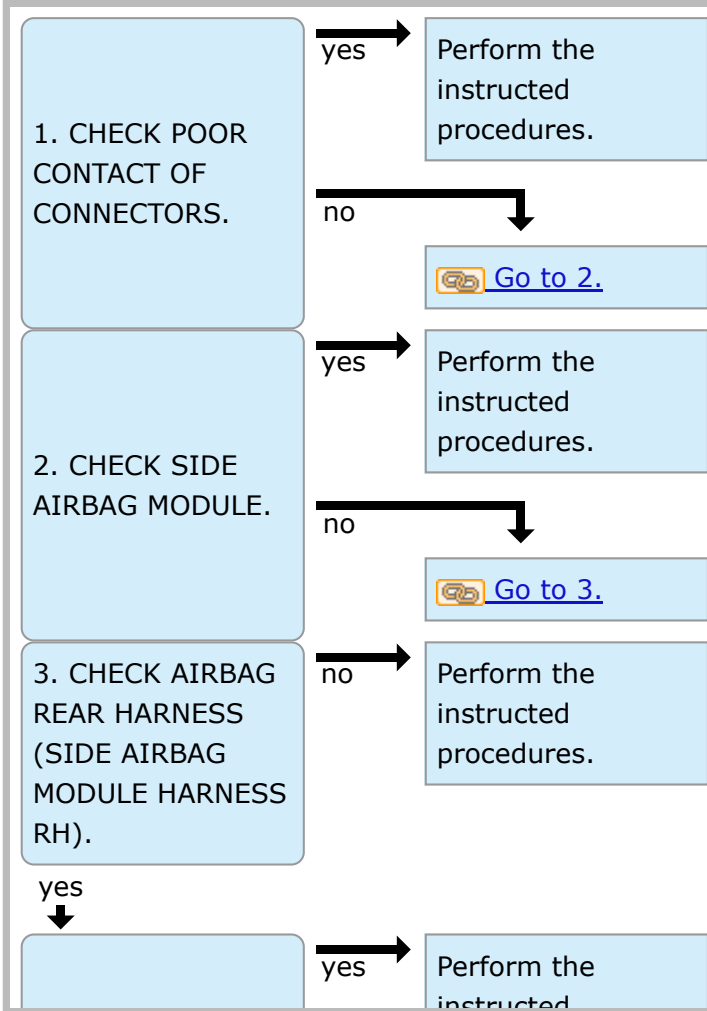 1. CHECK POOR
CONTACT OF
CONNECTORS.
yes
Perform the
instructed
procedures.
no
Go to 2.
2. CHECK SIDE
AIRBAG MODULE.
yes
Perform the
instructed
procedures.
no
Go to 3.
3. CHECK AIRBAG
REAR HARNESS
(SIDE AIRBAG
MODULE HARNESS
RH).
no
Perform the
instructed
procedures.
yes
yes
Perform the
instructed